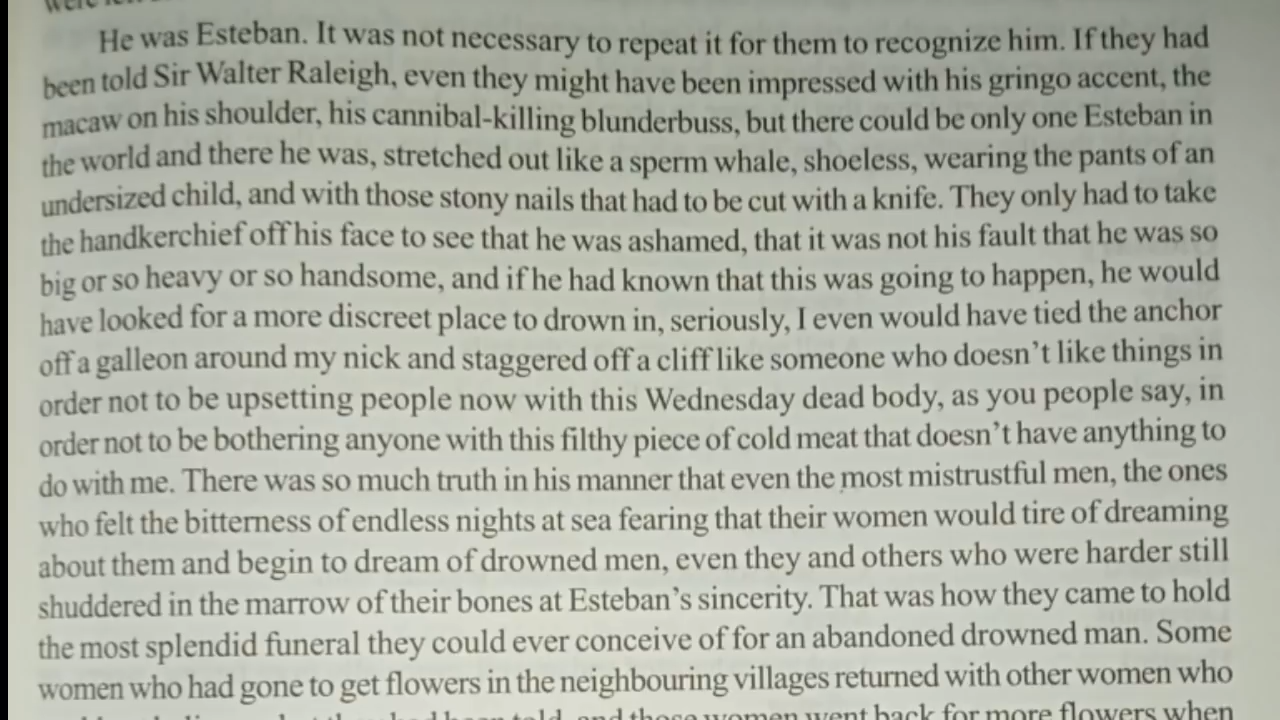 He was Esteban. It was not necessary to repeat it for them to recognize him. If they had
been told Sir Walter Raleigh, even they might have been impressed with his gringo accent, the
macaw on his shoulder, his cannibal-killing blunderbuss, but there could be only one Esteban in
the world and there he was, stretched out like a sperm whale, shoeless, wearing the pants of an
undersized child, and with those stony nails that had to be cut with a knife. They only had to take
the handkerchief off his face to see that he was ashamed, that it was not his fault that he was so
big or so heavy or so handsome, and if he had known that this was going to happen, he would
have looked for a more discreet place to drown in, seriously, I even would have tied the anchor
off a galleon around my nick and staggered off a cliff like someone who doesn't like things in
order not to be upsetting people now with this Wednesday dead body, as you people say, in
order not to be bothering anyone with this filthy piece of cold meat that doesn't have anything to
do with me. There was so much truth in his manner that even the most mistrustful men, the ones
who felt the bitterness of endless nights at sea fearing that their women would tire of dreaming
about them and begin to dream of drowned men, even they and others who were harder still
shuddered in the marrow of their bones at Esteban's sincerity. That was how they came to hold
the most splendid funeral they could ever conceive of for an abandoned drowned man. Some
women who had gone to get flowers in the neighbouring villages returned with other women who
been told, and those women went back for more flowers when